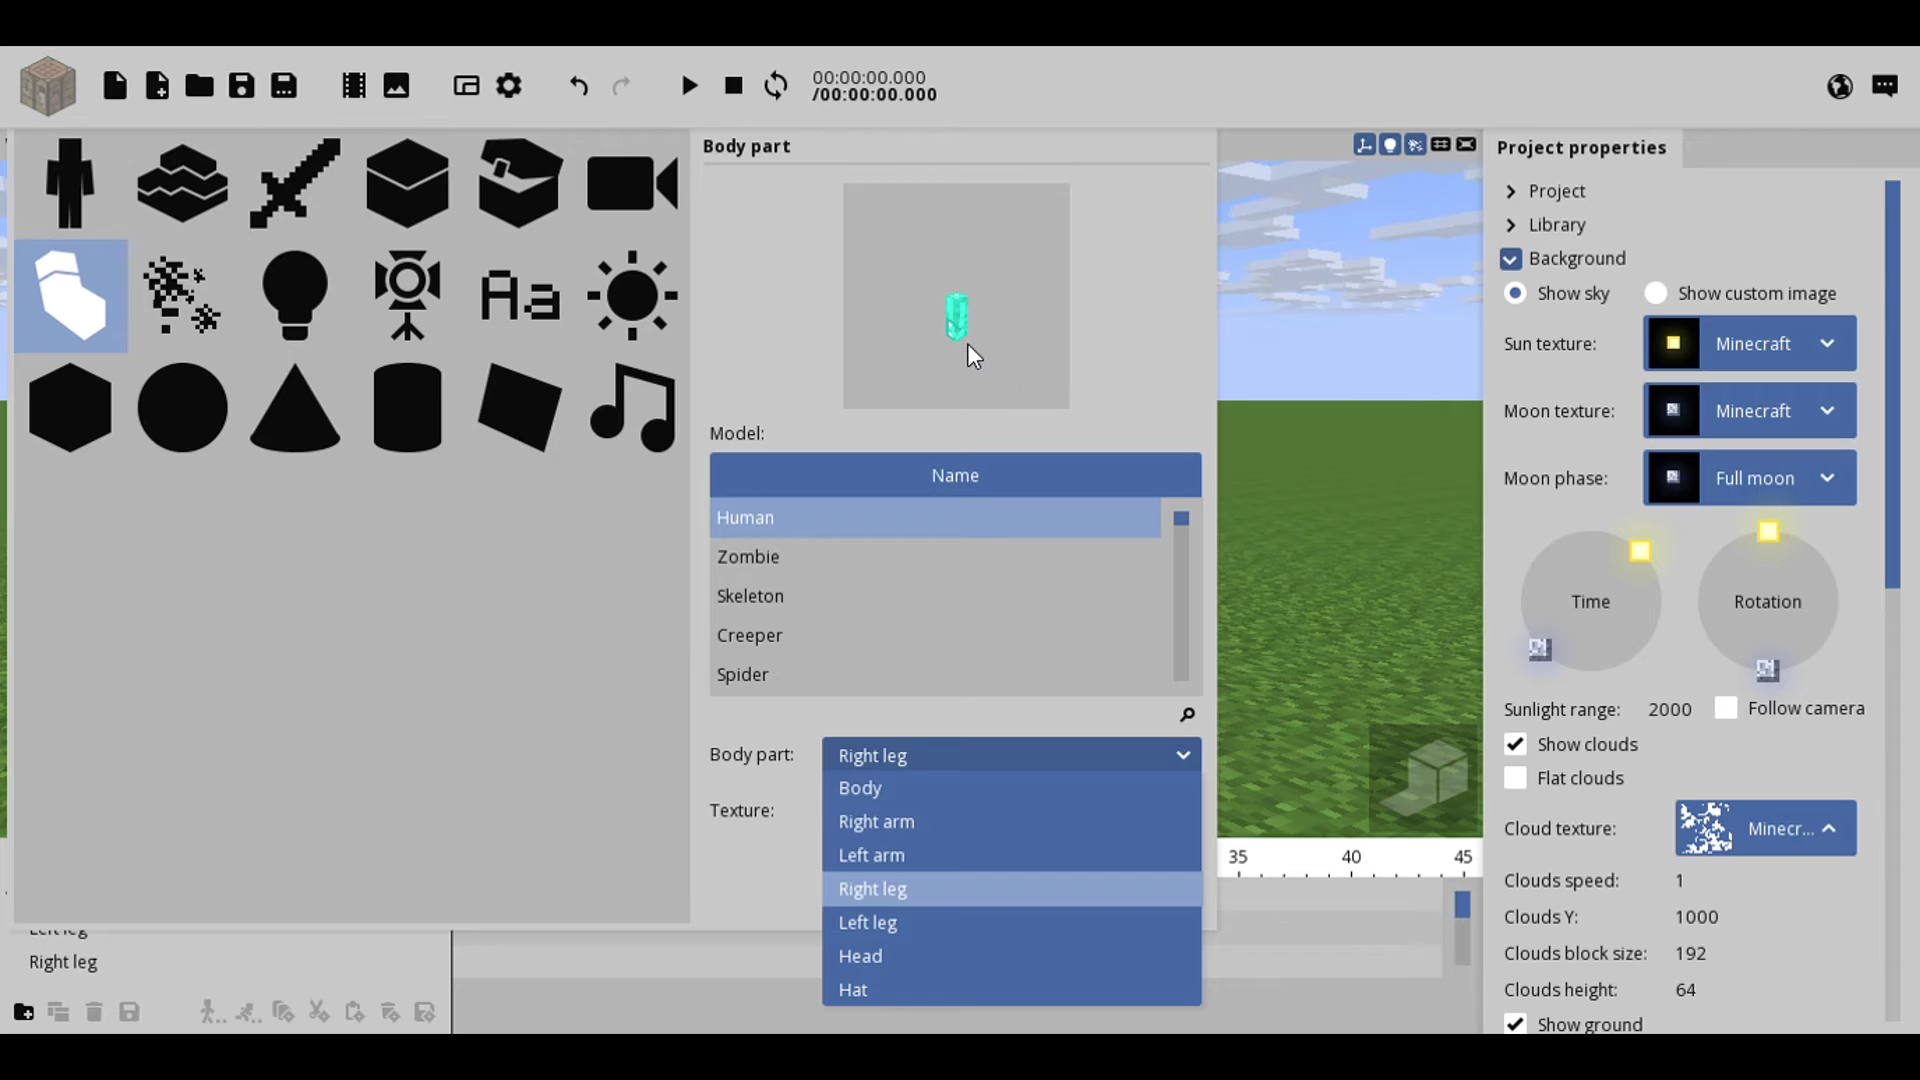 00:00:00.000
/00:00:00.000
Aa
Body part
Model:
Name
Human
Zombie
Skeleton
Creeper
Spider
Body part:
Right leg
Body
Right arm
Left arm
Right leg
Left leg
Head
Hat
Texture:
35 40 45
Left leg
Right leg
Project properties
Project
Library
Background
Show sky
Show custom image
Sun texture:
Minecraft
Moon texture:
Minecraft
Moon phase:
Full moon
Time
Rotation
Sunlight range: 2000
Follow camera
Show clouds
Flat clouds
Cloud texture:
Minecr...
Clouds speed: 1
Clouds Y: 1000
Clouds block size: 192
Clouds height: 64
Show ground